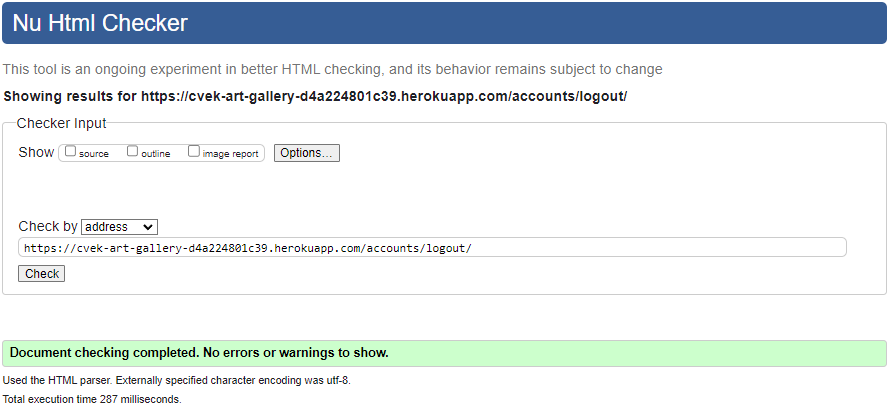 Nu Html Checker
This tool is an ongoing experiment in better HTML checking, and its behavior remains subject to change
Showing results for https://cvek-art-gallery-d4a224801c39.herokuapp.com/accounts/logout/
Checker Input
Show source outline image report Options...
Check by address
https://cvek-art-gallery-d4a224801c39.herokuapp.com/accounts/logout/
Check
Document checking completed. No errors or warnings to show.
Used the HTML parser. Externally specified character encoding was utf-8.
Total execution time 287 milliseconds.